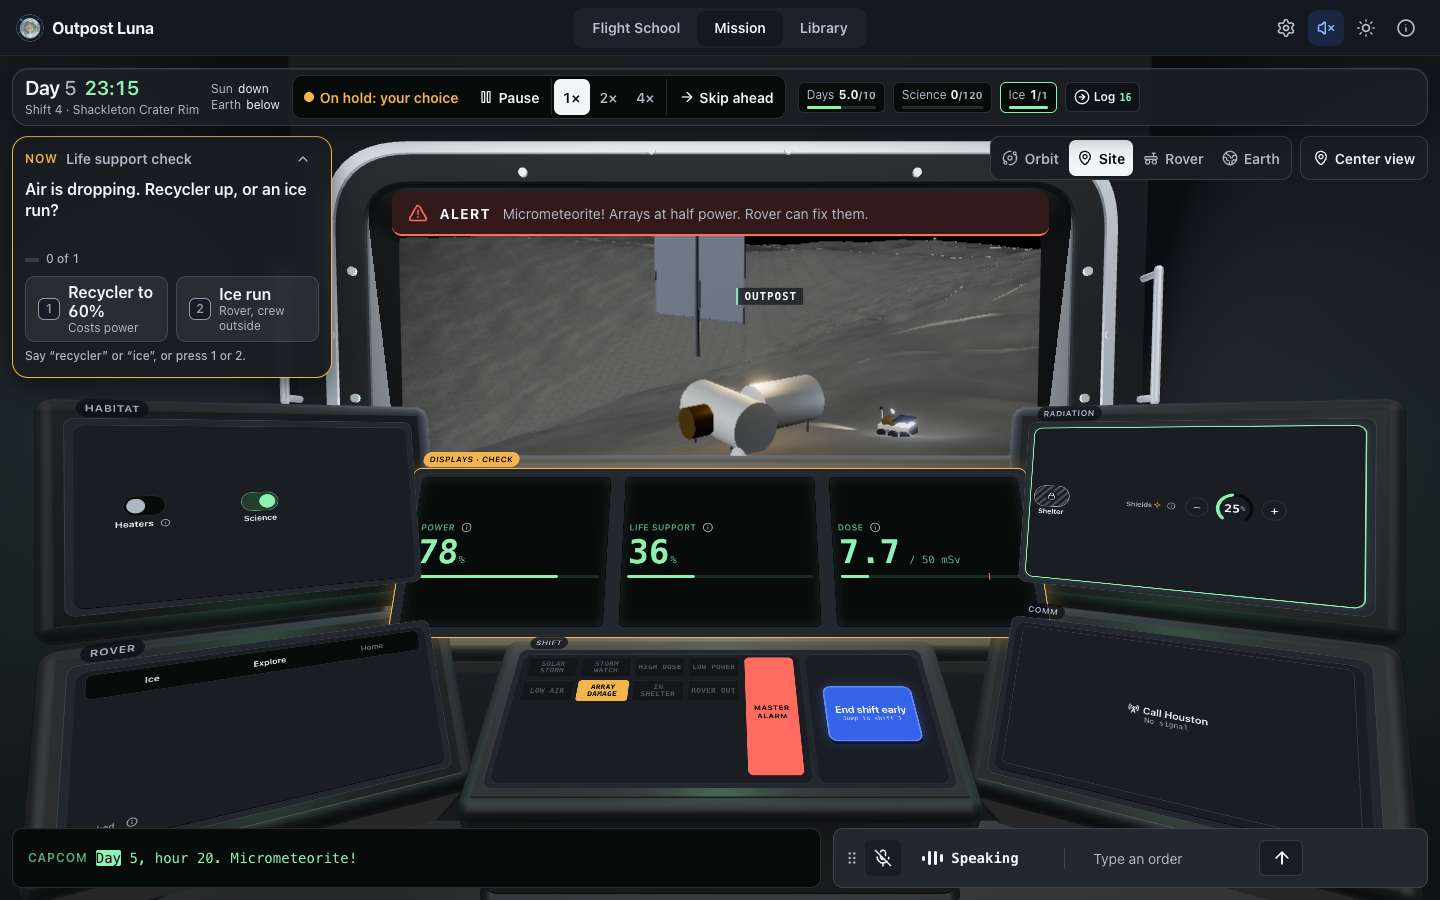 Outpost Luna
Flight School
Mission
Library
Day 5 23:15
Shift 4 · Shackleton Crater Rim
Sun down
Earth below
On hold: your choice
Pause
1×
2×
4×
Skip ahead
Days 5.0/10
Science 0/120
Ice 1/1
Log 16
NOW Life support check
Air is dropping. Recycler up, or an ice
run?
0 of 1
1
Recycler to
60%
Costs power
2
Ice run
Rover, crew
outside
Say “recycler” or “ice”, or press 1 or 2.
Orbit
Site
Rover
Earth
Center view
ALERT Micrometeorite! Arrays at half power. Rover can fix them.
OUTPOST
HABITAT
Heaters
Science
DISPLAYS · CHECK
POWER
78%
LIFE SUPPORT
36%
DOSE
7.7 / 50 mSv
RADIATION
Shelter
Shields
−
25%
+
ROVER
Ice
Explore
Home
SHIFT
SOLAR
STORM
STORM
WATCH
HIGH DOSE
LOW POWER
LOW AIR
ARRAY
DAMAGE
IN
SHELTER
ROVER OUT
MASTER
ALARM
End shift early
COMM
Call Houston
No signal
CAPCOM Day 5, hour 20. Micrometeorite!
Speaking
Type an order